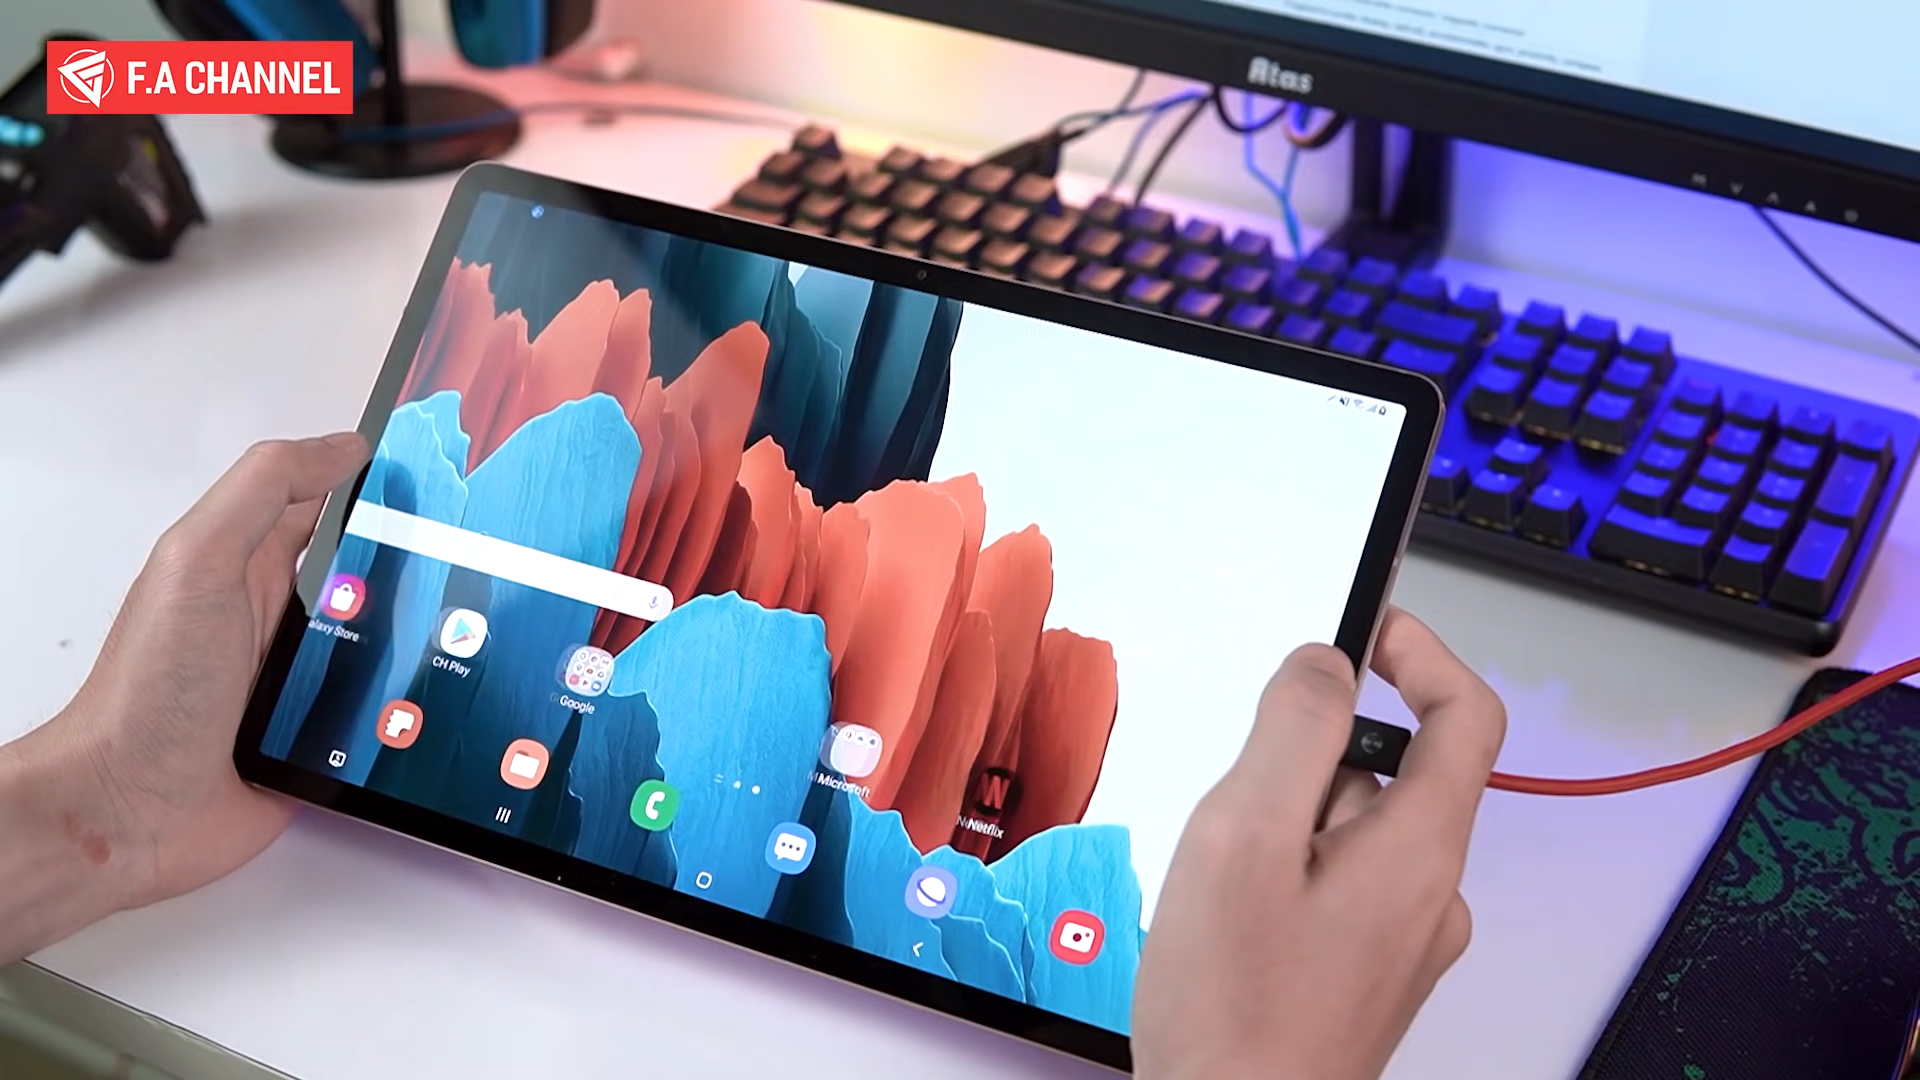 F.A CHANNEL
Atas
alaxy Store
CH Play
Google
Microsoft
Netflix